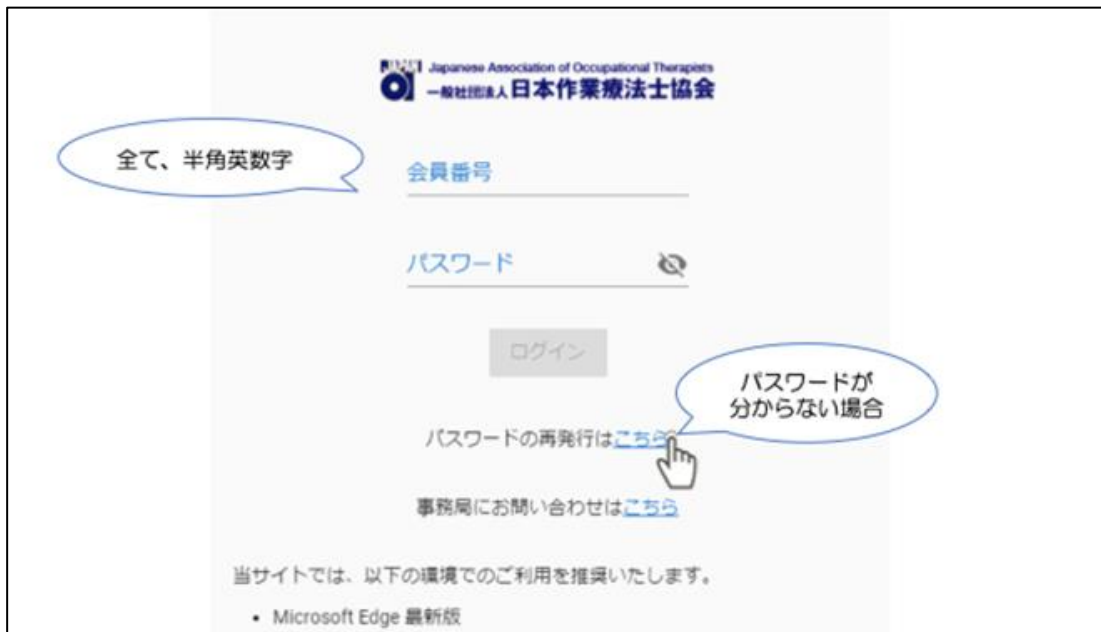 Japanese Association of Occupational Therapists
一般社団法人日本作業療法士協会
全て、半角英数字
会員番号
パスワード
ログイン
パスワードが
分からない場合
パスワードの再発行はこちら
事務局にお問い合わせはこちら
当サイトでは、以下の環境でのご利用を推奨いたします。
• Microsoft Edge 最新版